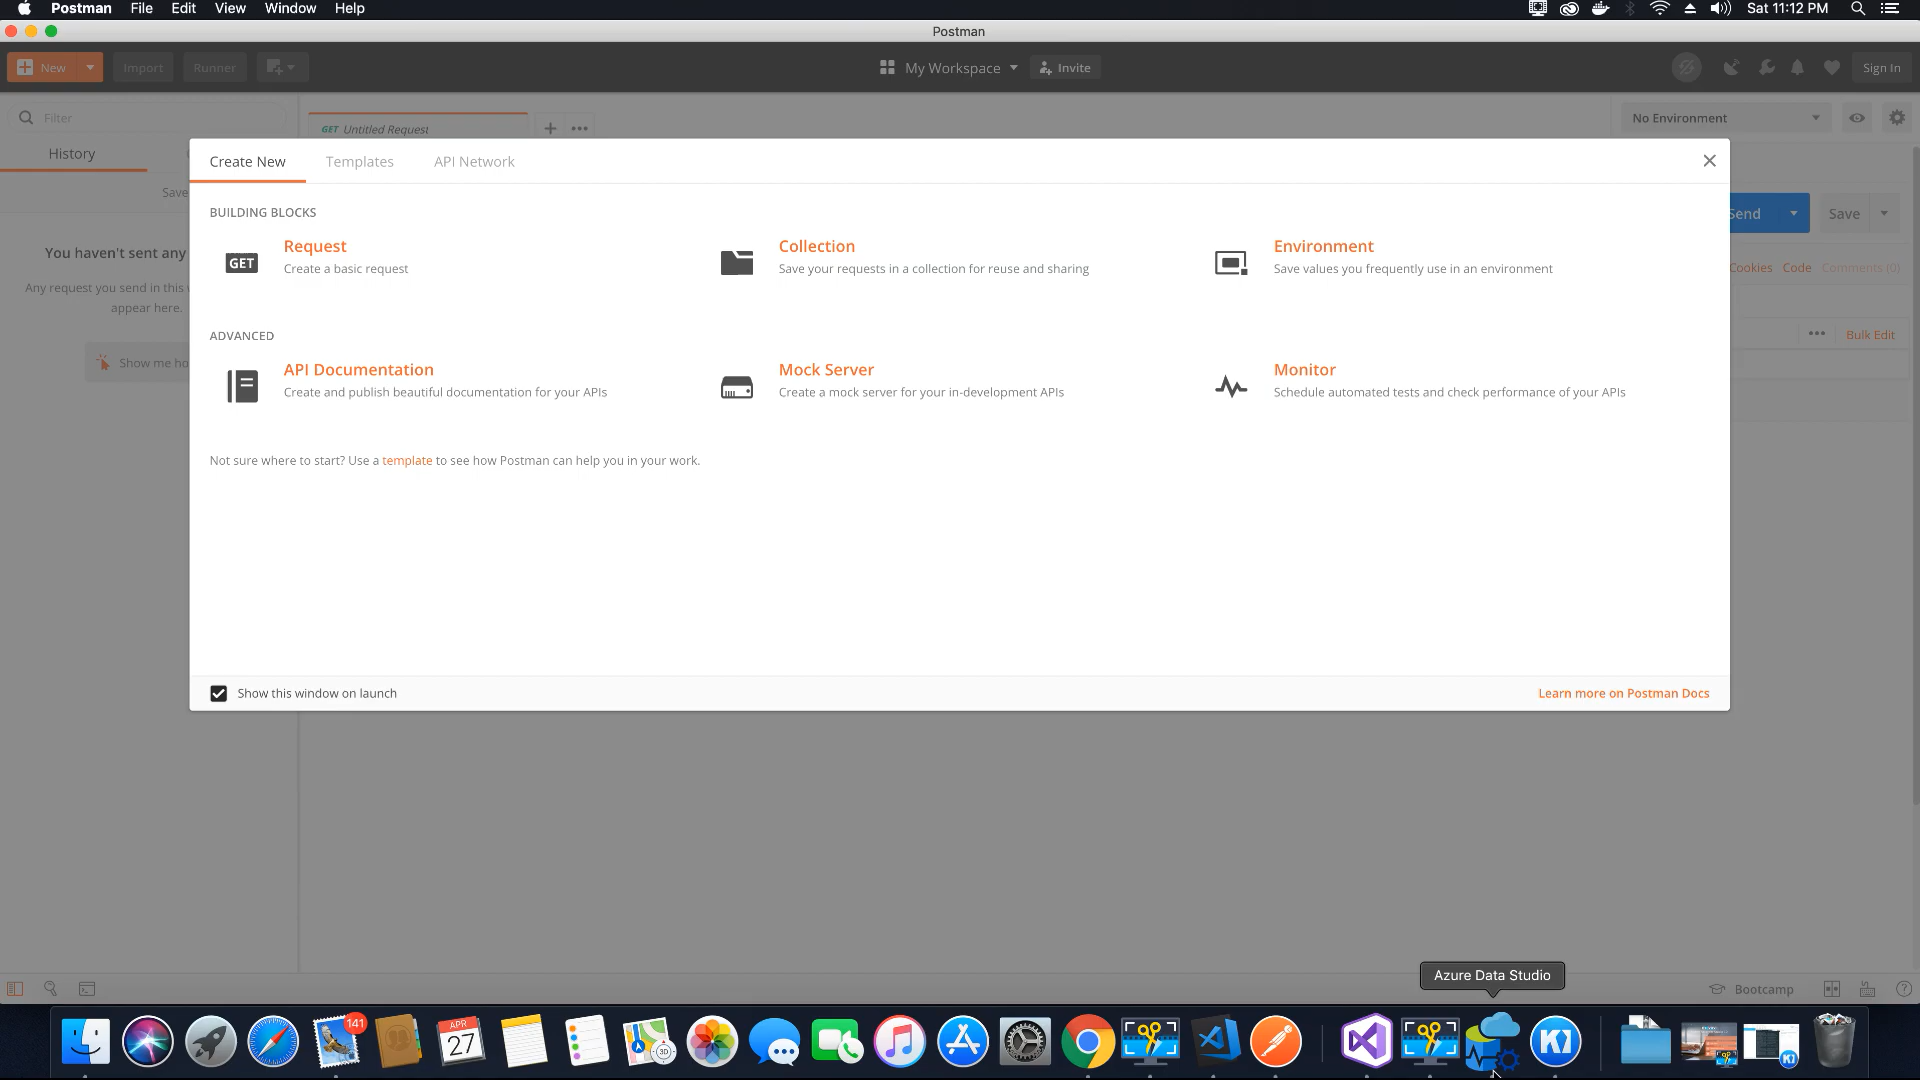 Postman File Edit View Window Help Sat 11:12 PM
Postman
New Import Runner My Workspace Invite Sign In
Filter No Environment
GET Untitled Request
History
Create New Templates API Network
Save
BUILDING BLOCKS
Send Save
You haven't sent any
Request Collection Environment
GET Create a basic request Save your requests in a collection for reuse and sharing Save values you frequently use in an environment
Cookies Code Comments (0)
Any request you send in this
appear here.
ADVANCED
Bulk Edit
Show me ho
API Documentation Mock Server Monitor
Create and publish beautiful documentation for your APIs Create a mock server for your in-development APIs Schedule automated tests and check performance of your APIs
Not sure where to start? Use a template to see how Postman can help you in your work.
Show this window on launch Learn more on Postman Docs
Azure Data Studio
Bootcamp
141
APR
27
3D
K